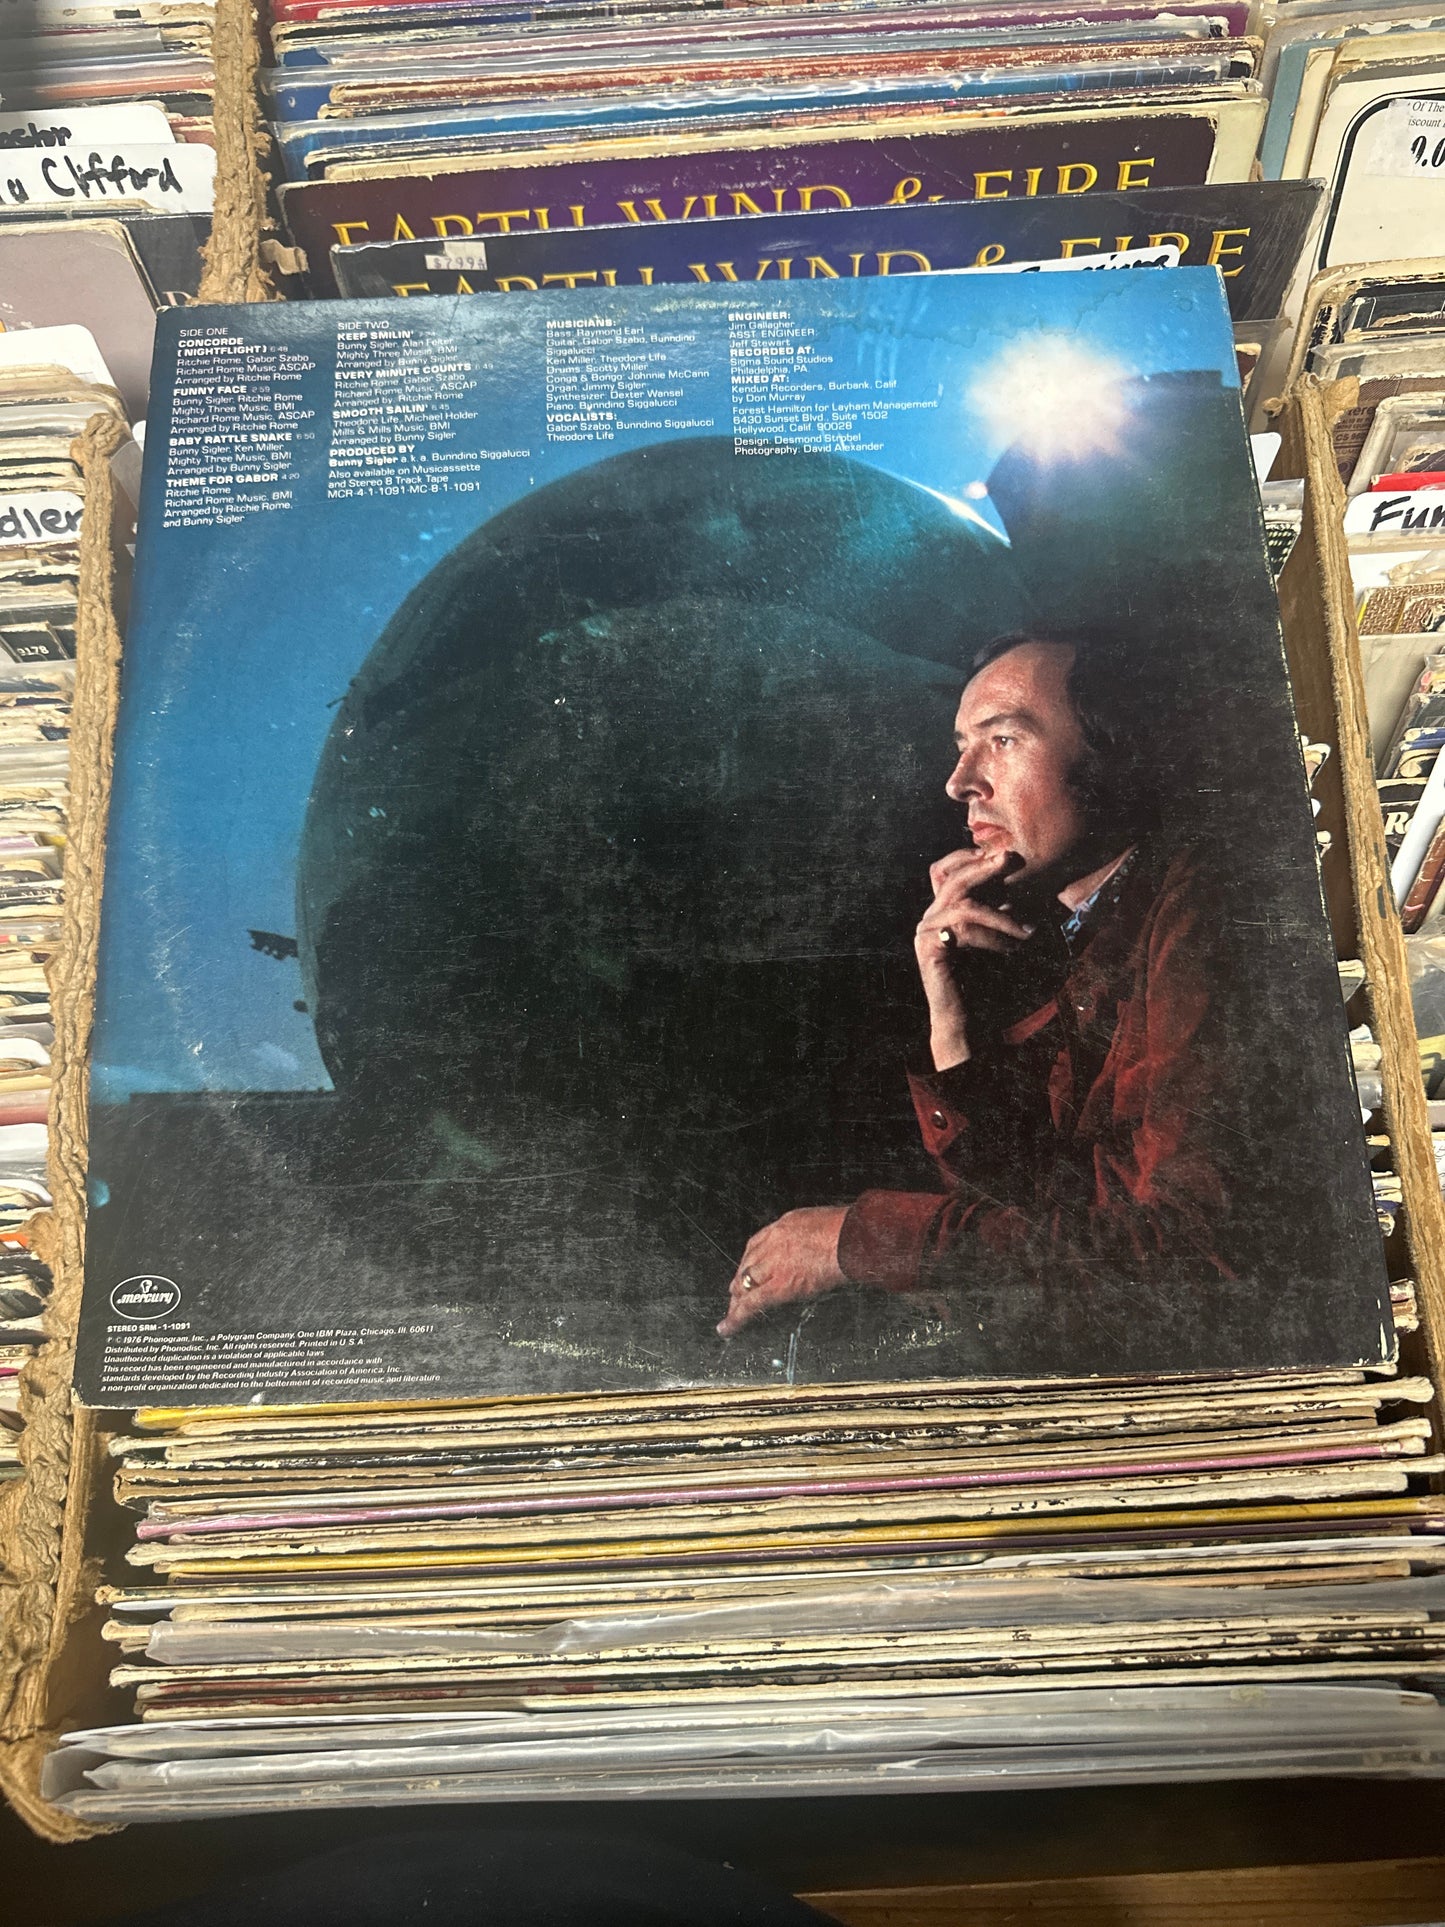 Clifford
EARTH, WIND & FIRE
$7.99
EARTH, WIND & FIRE
Of The
9178
SIDE ONE
CONCORDE
(NIGHTFLIGHT) 6:48
Ritchie Rome, Gabor Szabo
Richard Rome Music ASCAP
Arranged by Ritchie Rome
FUNNY FACE 2:59
Bunny Sigler, Ritchie Rome
Mighty Three Music, BMI
Richard Rome Music, ASCAP
Arranged by Ritchie Rome
BABY RATTLE SNAKE 6:50
Bunny Sigler, Ken Miller
Mighty Three Music, BMI
Arranged by Bunny Sigler
THEME FOR GABOR 4:20
Ritchie Rome
Richard Rome Music, BMI
Arranged by Ritchie Rome,
and Bunny Sigler
SIDE TWO
KEEP SMILIN'
Bunny Sigler, Alan Felter
Mighty Three Music, BMI
Arranged by Bunny Sigler
EVERY MINUTE COUNTS 6:49
Ritchie Rome, Gabor Szabo
Richard Rome Music, ASCAP
Arranged by Ritchie Rome
SMOOTH SAILIN' 6:45
Theodore Life, Michael Holder
Mills & Mills Music, BMI
Arranged by Bunny Sigler
PRODUCED BY
Bunny Sigler a.k.a. Bunndino Siggalucci
Also available on Musicassette
and Stereo 8 Track Tape
MCR-4-1-1091-MC-8-1-1091
MUSICIANS:
Bass: Raymond Earl
Guitar: Gabor Szabo, Bunndino
Siggalucci
Ken Miller, Theodore Life
Drums: Scotty Miller
Conga & Bongo: Johnnie McCann
Organ: Jimmy Sigler
Synthesizer: Dexter Wansel
Piano: Bunndino Siggalucci
VOCALISTS:
Gabor Szabo, Bunndino Siggalucci
Theodore Life
ENGINEER:
Jim Gallagher
ASST. ENGINEER:
Jeff Stewart
RECORDED AT:
Sigma Sound Studios
Philadelphia, PA.
MIXED AT:
Kendun Recorders, Burbank, Calif
by Don Murray
Forest Hamilton for Layham Management
6430 Sunset Blvd., Suite 1502
Hollywood, Calif. 90028
Design: Desmond Strobel
Photography: David Alexander
mercury
STEREO SRM-1-1091
℗ © 1976 Phonogram, Inc., a Polygram Company, One IBM Plaza, Chicago, Ill. 60611
Distributed by Phonodisc, Inc. All rights reserved. Printed in U.S.A.
Unauthorized duplication is a violation of applicable laws
This record has been engineered and manufactured in accordance with
standards developed by the Recording Industry Association of America, Inc.,
a non-profit organization dedicated to the betterment of recorded music and literature